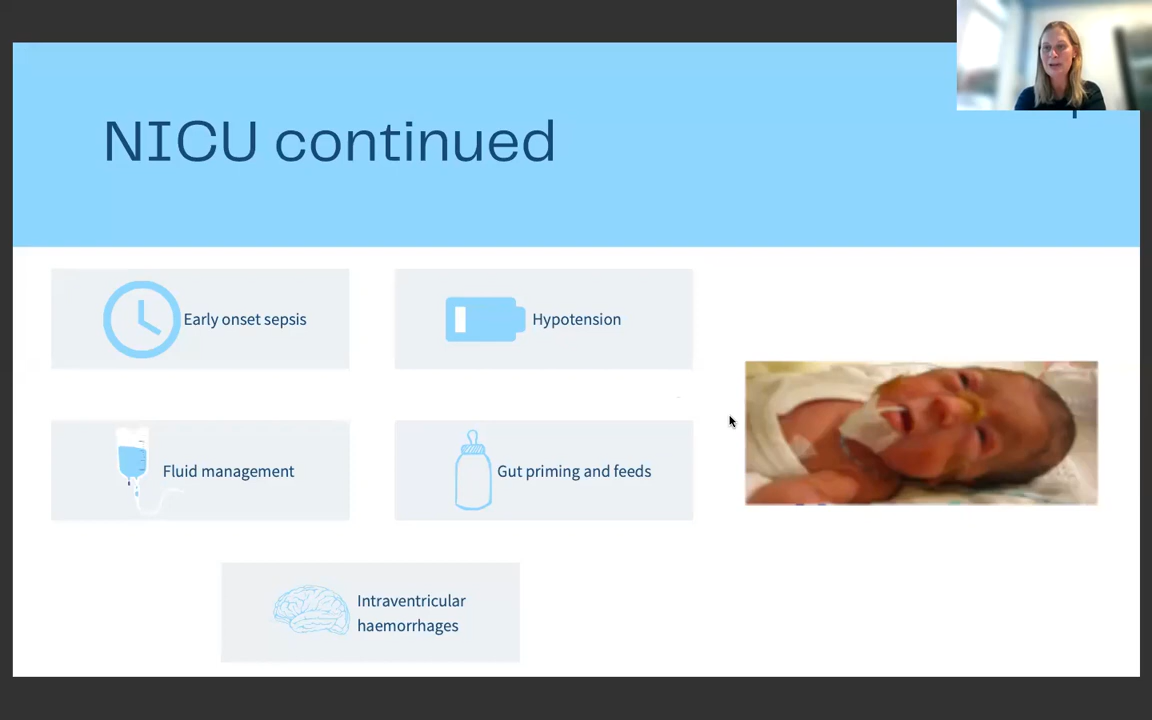 NICU continued
Early onset sepsis
Hypotension
Fluid management
Gut priming and feeds
Intraventricular
haemorrhages